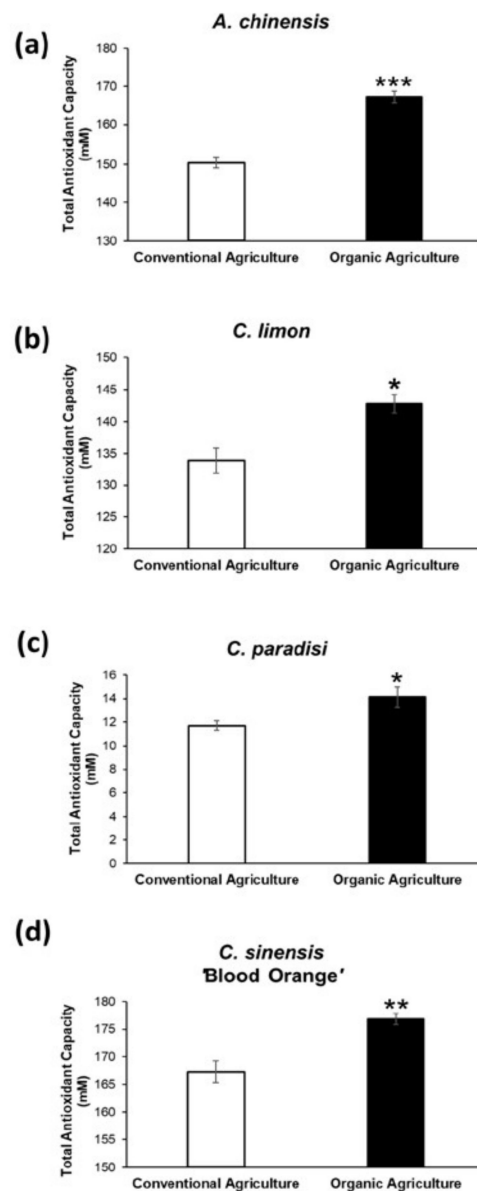 A. chinensis
(a)
Total Antioxidant Capacity
(mM)
180
170
160
150
140
130
***
Conventional Agriculture
Organic Agriculture
(b)
C. limon
Total Antioxidant Capacity
(mM)
150
145
140
135
130
125
120
*
Conventional Agriculture
Organic Agriculture
(c)
C. paradisi
Total Antioxidant Capacity
(mM)
16
14
12
10
8
6
4
2
0
*
Conventional Agriculture
Organic Agriculture
(d)
C. sinensis
'Blood Orange'
Total Antioxidant Capacity
(mM)
180
175
170
165
160
155
150
**
Conventional Agriculture
Organic Agriculture